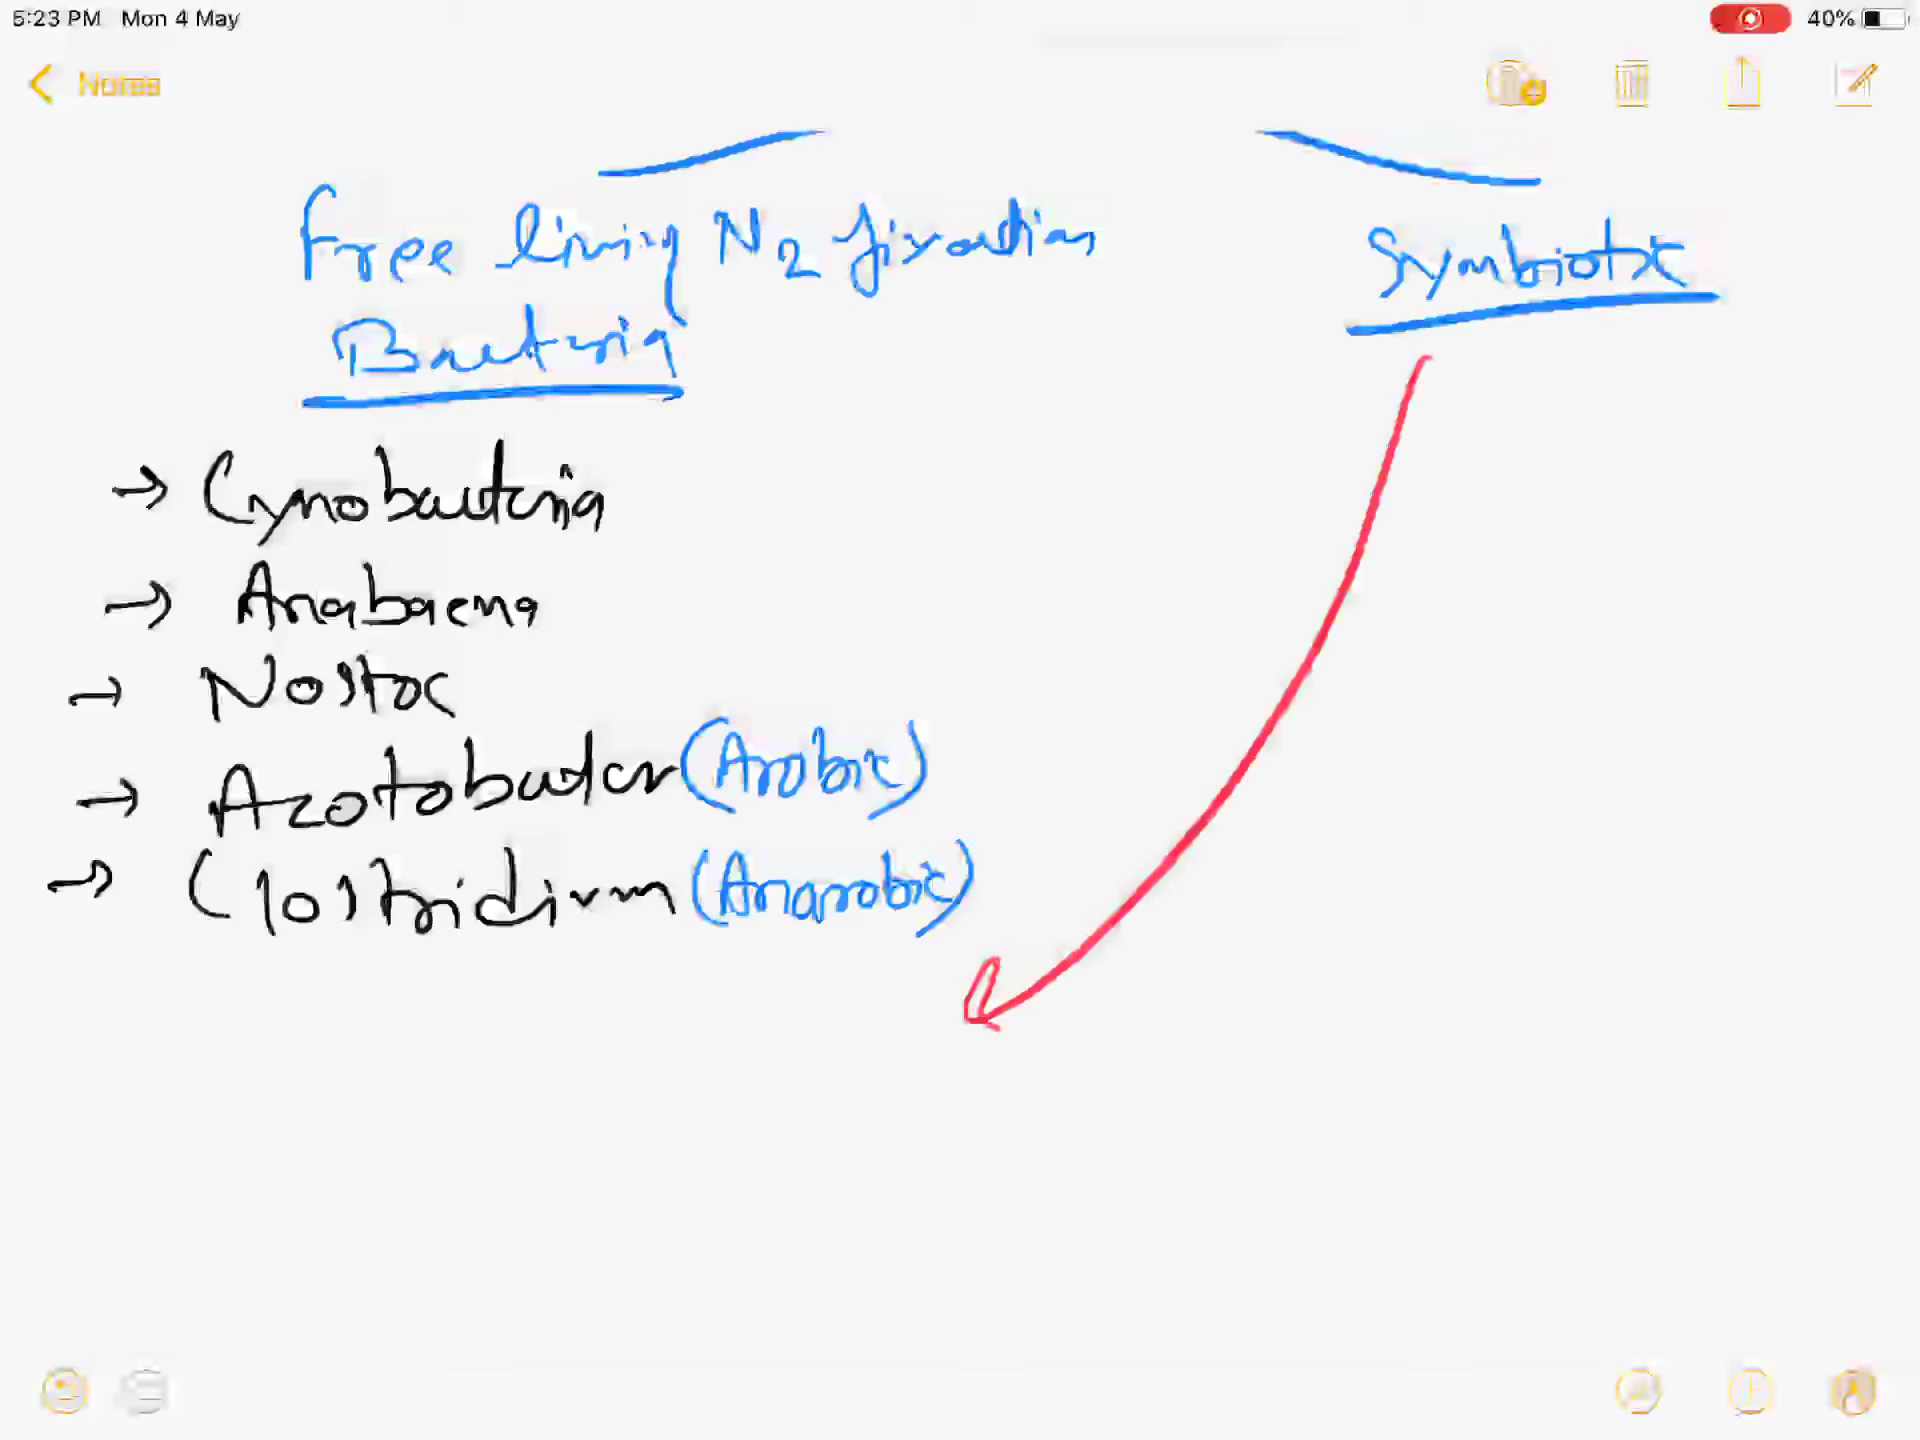 5:23 PM Mon 4 May
40%
Notes
Free living N2 fixation
Bacteria
Symbiotic
→ Cynobacteria
→ Anabaena
→ Nostoc
→ Azotobacter (Arobic)
→ Clostridium (Anarobic)